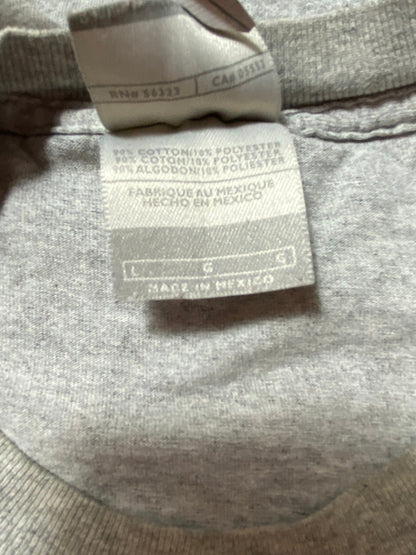 RN# 56323 CA# 05553
90% COTTON/10% POLYESTER
90% COTON/10% POLYESTER
90% ALGODON/10% POLIESTER
FABRIQUE AU MEXIQUE
HECHO EN MEXICO
L G G
MADE IN MEXICO